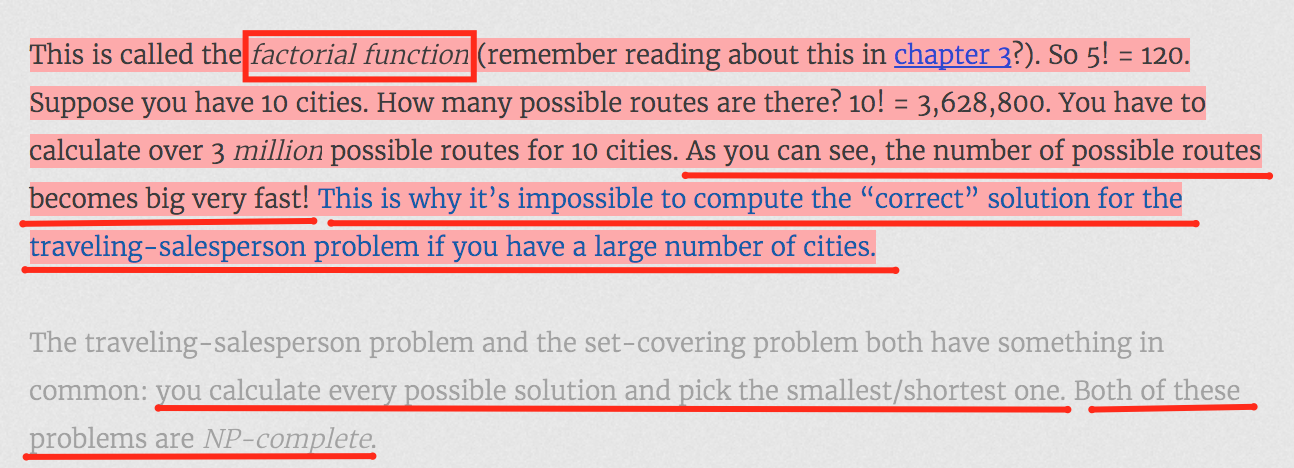 This is called the factorial function (remember reading about this in chapter 3?). So 5! = 120.
Suppose you have 10 cities. How many possible routes are there? 10! = 3,628,800. You have to
calculate over 3 million possible routes for 10 cities. As you can see, the number of possible routes
becomes big very fast! This is why it’s impossible to compute the “correct” solution for the
traveling-salesperson problem if you have a large number of cities.
The traveling-salesperson problem and the set-covering problem both have something in
common: you calculate every possible solution and pick the smallest/shortest one. Both of these
problems are NP-complete.